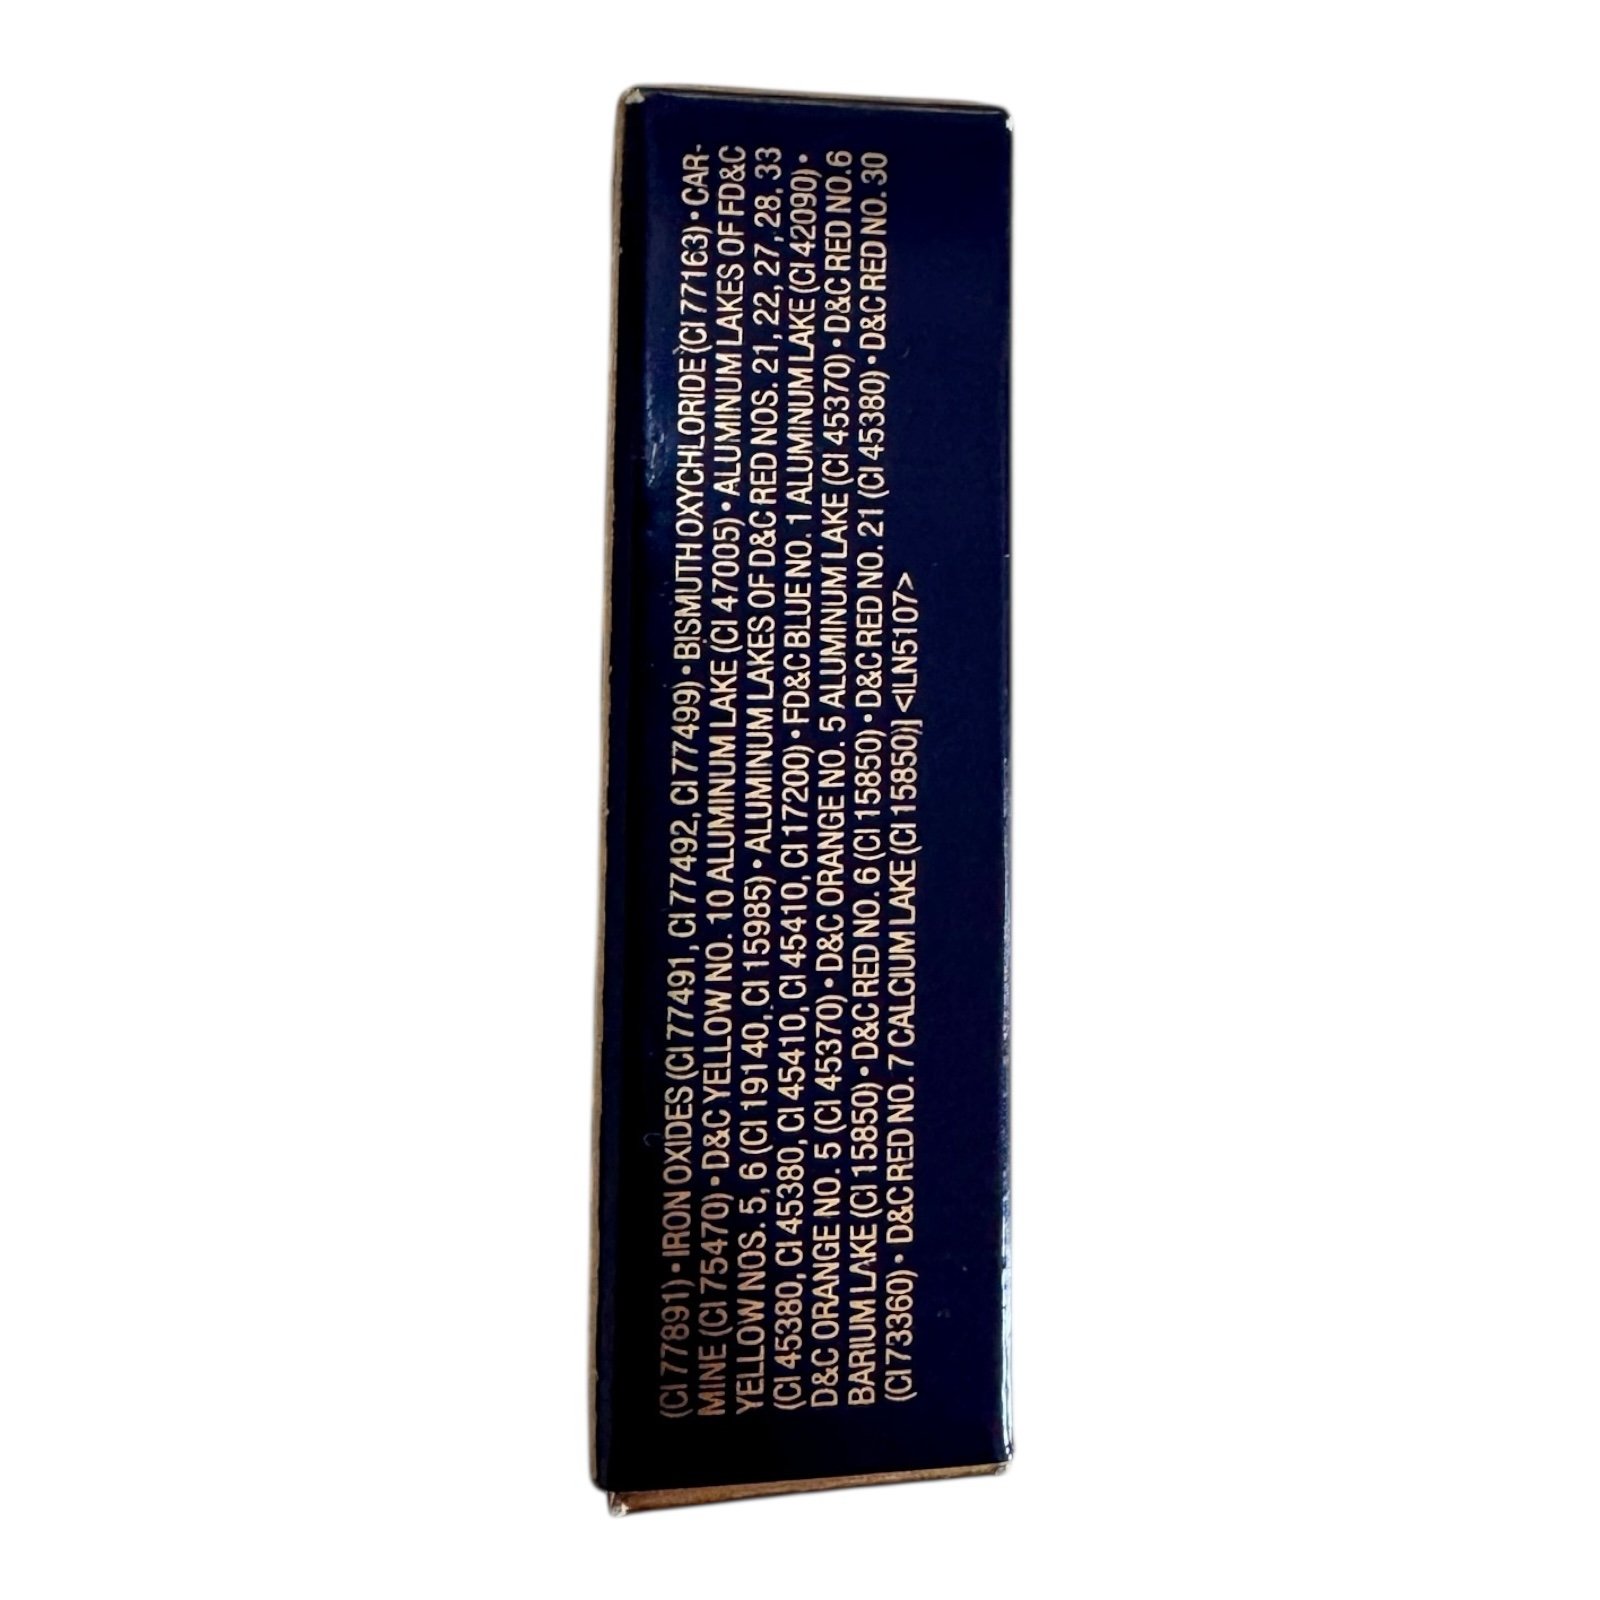 (CI 77891) • IRON OXIDES (CI 77491, CI 77492, CI 77499) • BISMUTH OXYCHLORIDE (CI 77163) • CAR-
MINE (CI 75470) • D&C YELLOW NO. 10 ALUMINUM LAKE (CI 47005) • ALUMINUM LAKES OF FD&C
YELLOW NOS. 5, 6 (CI 19140, CI 15985) • ALUMINUM LAKES OF D&C RED NOS. 21, 22, 27, 28, 33
(CI 45380, CI 45380, CI 45410, CI 45410, CI 17200) • FD&C BLUE NO. 1 ALUMINUM LAKE (CI 42090) •
D&C ORANGE NO. 5 (CI 45370) • D&C ORANGE NO. 5 ALUMINUM LAKE (CI 45370) • D&C RED NO.6
BARIUM LAKE (CI 15850) • D&C RED NO. 6 (CI 15850) • D&C RED NO. 21 (CI 45380) • D&C RED NO. 30
(CI 73360) • D&C RED NO. 7 CALCIUM LAKE (CI 15850)] <ILN5107>